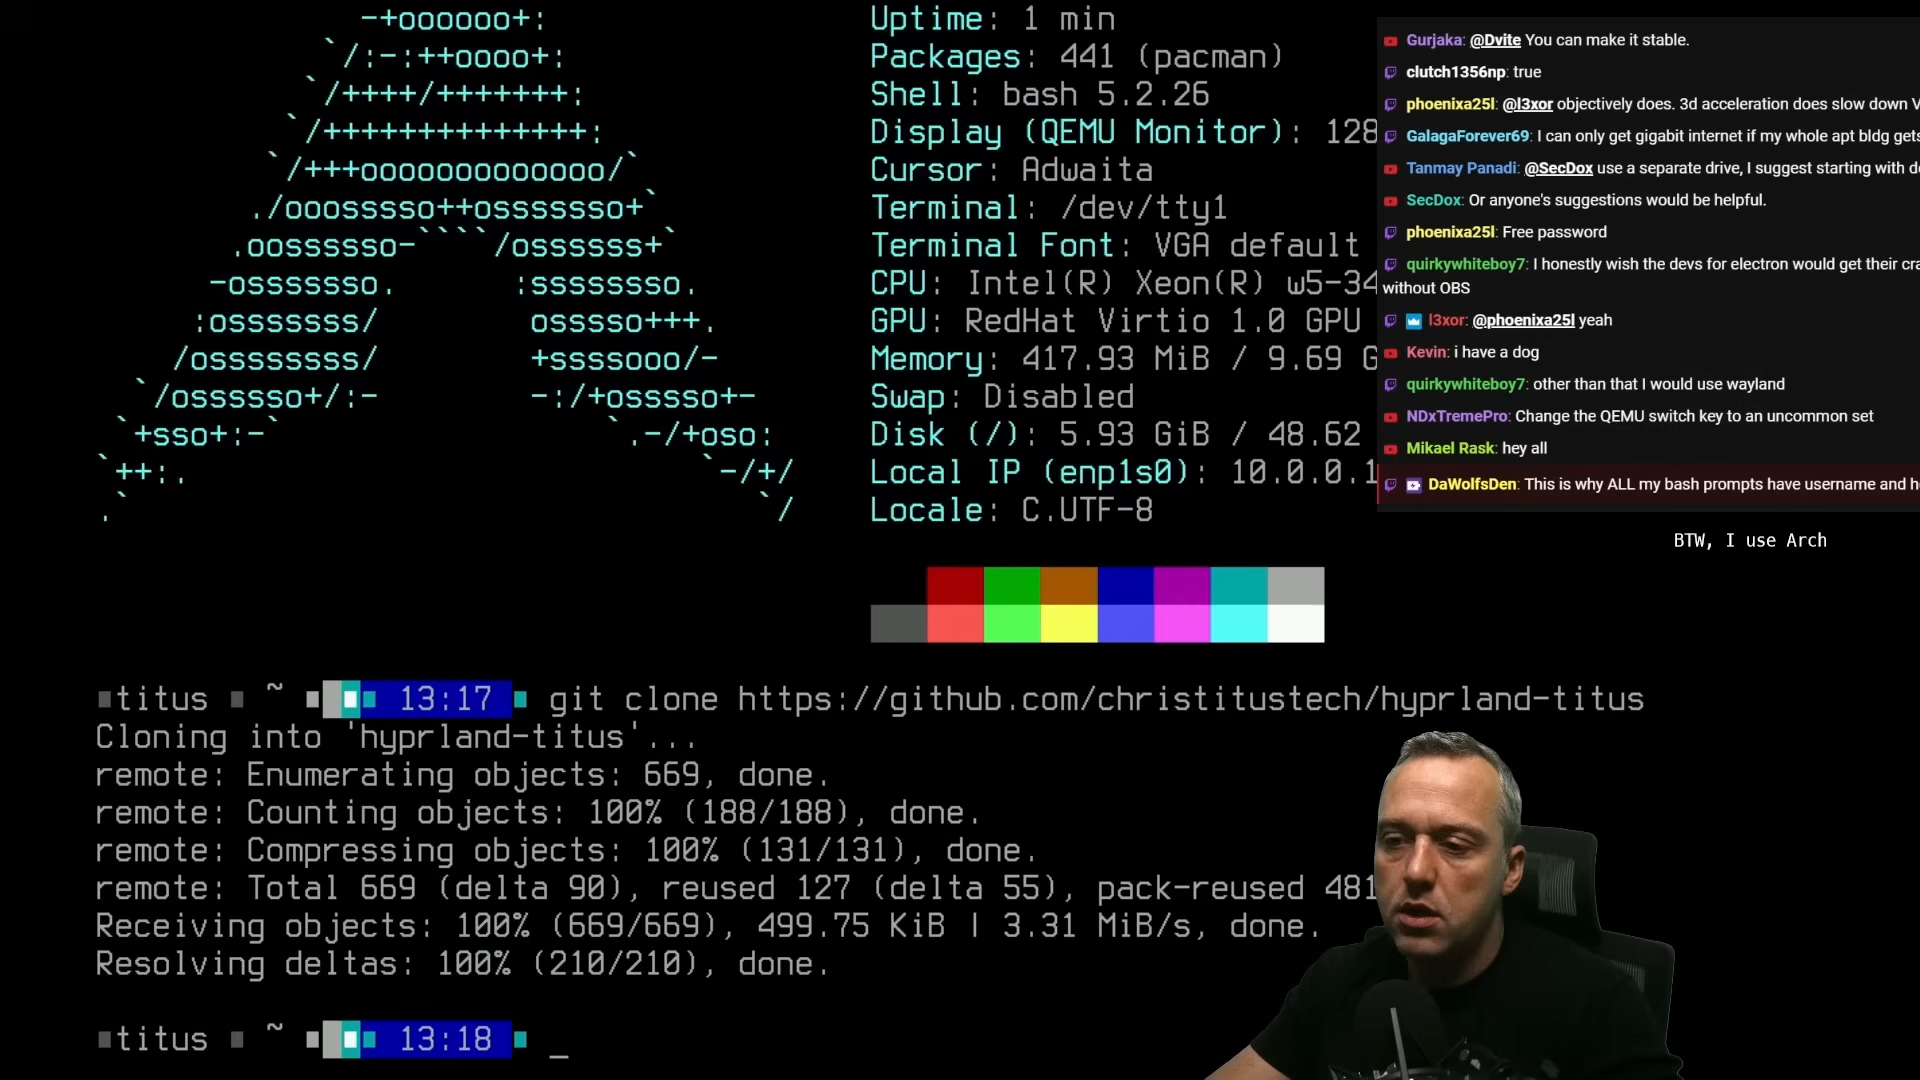 Uptime: 1 min
Packages: 441 (pacman)
Shell: bash 5.2.26
Display (QEMU Monitor): 128
Cursor: Adwaita
Terminal: /dev/tty1
Terminal Font: VGA default
CPU: Intel(R) Xeon(R) w5-34
GPU: RedHat Virtio 1.0 GPU
Memory: 417.93 MiB / 9.69 G
Swap: Disabled
Disk (/): 5.93 GiB / 48.62
Local IP (enp1s0): 10.0.0.1
Locale: C.UTF-8
Gurjaka: @Dvite You can make it stable.
clutch1356np: true
phoenixa25l: @l3xor objectively does. 3d acceleration does slow down V
GalagaForever69: I can only get gigabit internet if my whole apt bldg gets
Tanmay Panadi: @SecDox use a separate drive, I suggest starting with de
SecDox: Or anyone's suggestions would be helpful.
phoenixa25l: Free password
quirkywhiteboy7: I honestly wish the devs for electron would get their cra
without OBS
l3xor: @phoenixa25l yeah
Kevin: i have a dog
quirkywhiteboy7: other than that I would use wayland
NDxTremePro: Change the QEMU switch key to an uncommon set
Mikael Rask: hey all
DaWolfsDen: This is why ALL my bash prompts have username and h
BTW, I use Arch
titus ~ 13:17 git clone https://github.com/christitustech/hyprland-titus
Cloning into 'hyprland-titus'...
remote: Enumerating objects: 669, done.
remote: Counting objects: 100% (188/188), done.
remote: Compressing objects: 100% (131/131), done.
remote: Total 669 (delta 90), reused 127 (delta 55), pack-reused 481
Receiving objects: 100% (669/669), 499.75 KiB | 3.31 MiB/s, done.
Resolving deltas: 100% (210/210), done.
titus ~ 13:18 _